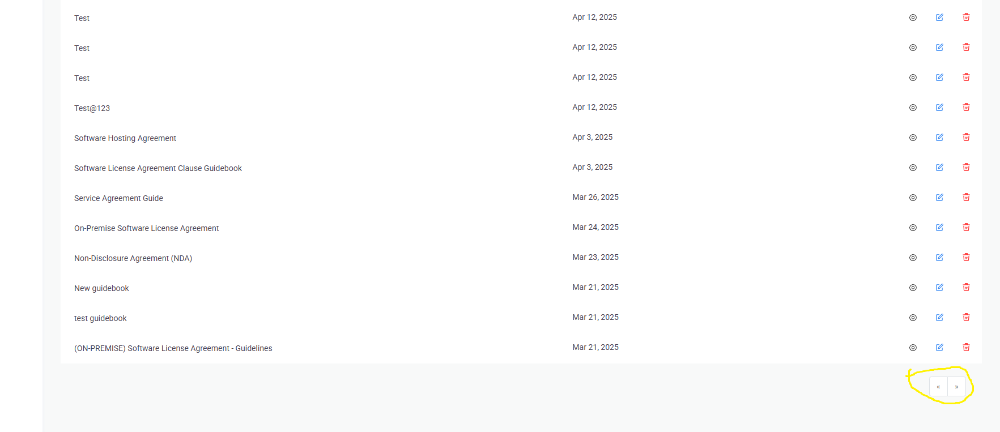 Test Apr 12, 2025
Test Apr 12, 2025
Test Apr 12, 2025
Test@123 Apr 12, 2025
Software Hosting Agreement Apr 3, 2025
Software License Agreement Clause Guidebook Apr 3, 2025
Service Agreement Guide Mar 26, 2025
On-Premise Software License Agreement Mar 24, 2025
Non-Disclosure Agreement (NDA) Mar 23, 2025
New guidebook Mar 21, 2025
test guidebook Mar 21, 2025
(ON-PREMISE) Software License Agreement - Guidelines Mar 21, 2025
« »